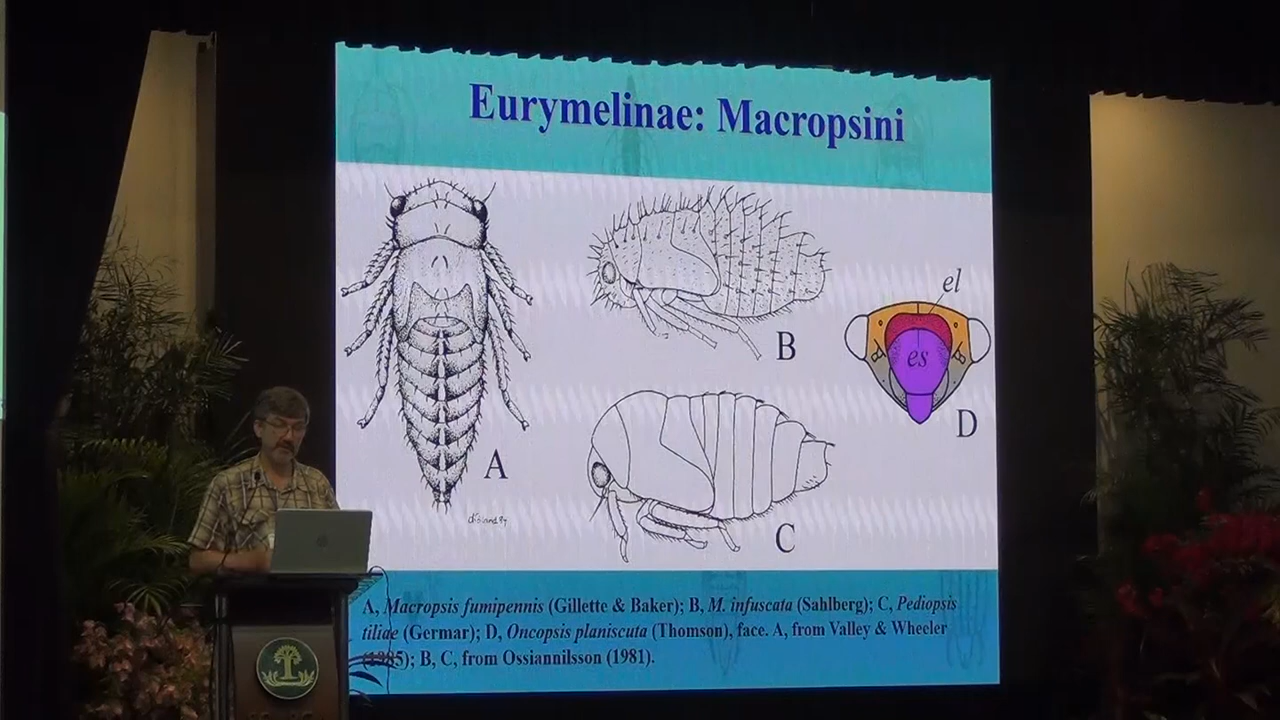 Eurymelinae: Macropsini
el
es
A
B
C
D
A, Macropsis fumipennis (Gillette & Baker); B, M. infuscata (Sahlberg); C, Pediopsis
tiliae (Germar); D, Oncopsis planiscuta (Thomson), face. A, from Valley & Wheeler
B, C, from Ossiannilsson (1981).